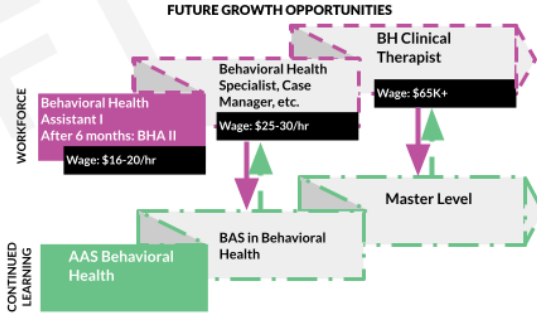 FUTURE GROWTH OPPORTUNITIES
WORKFORCE
BH Clinical
Therapist
Wage: $65K+
Behavioral Health
Specialist, Case
Manager, etc.
Wage: $25-30/hr
Behavioral Health
Assistant I
After 6 months: BHA II
Wage: $16-20/hr
CONTINUED
LEARNING
Master Level
BAS in Behavioral
Health
AAS Behavioral
Health